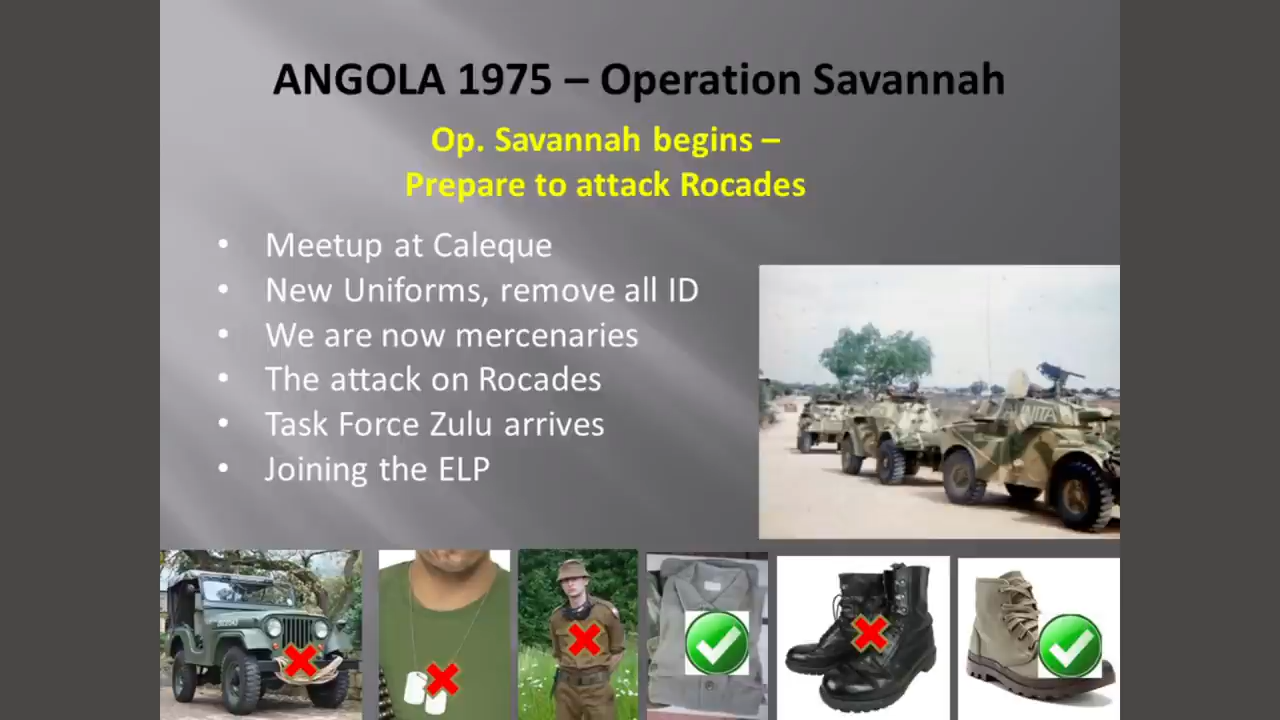 ANGOLA 1975 – Operation Savannah
Op. Savannah begins –
Prepare to attack Rocades
• Meetup at Caleque
• New Uniforms, remove all ID
• We are now mercenaries
• The attack on Rocades
• Task Force Zulu arrives
• Joining the ELP
UNITA